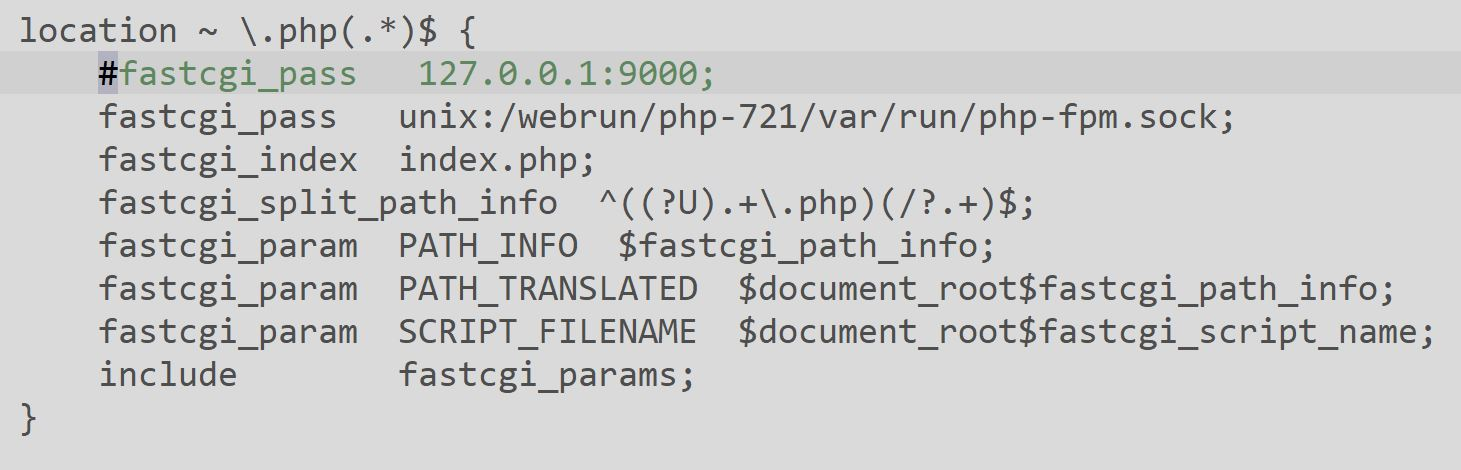 location ~ \.php(.*)$ {
    #fastcgi_pass   127.0.0.1:9000;
    fastcgi_pass   unix:/webrun/php-721/var/run/php-fpm.sock;
    fastcgi_index  index.php;
    fastcgi_split_path_info  ^((?U).+\.php)(/?.+)$;
    fastcgi_param  PATH_INFO  $fastcgi_path_info;
    fastcgi_param  PATH_TRANSLATED  $document_root$fastcgi_path_info;
    fastcgi_param  SCRIPT_FILENAME  $document_root$fastcgi_script_name;
    include        fastcgi_params;
}